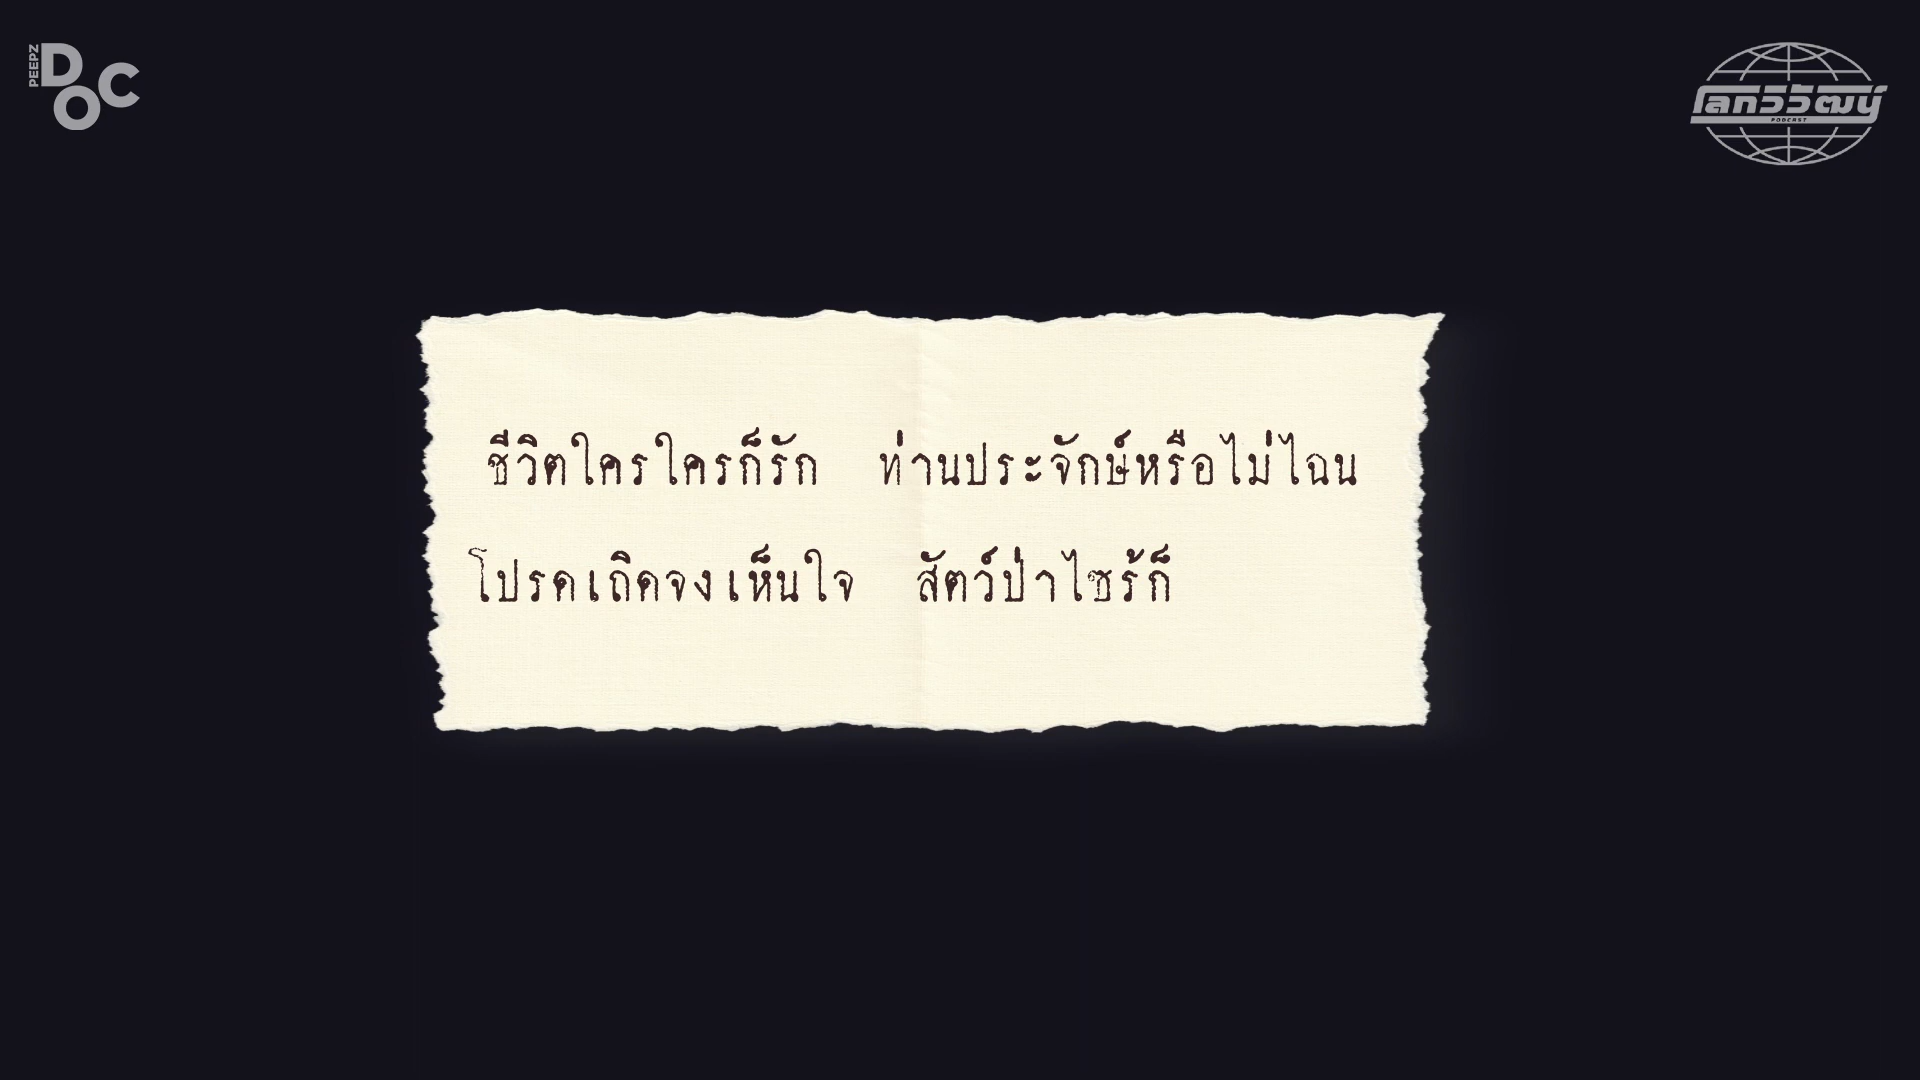 PEEPZ DOC
โลกวิวัฒน์
PODCAST
ชีวิตใครใครก็รัก ท่านประจักษ์หรือไม่ไฉน
โปรดเถิดจงเห็นใจ สัตว์ป่าไซร้ก็